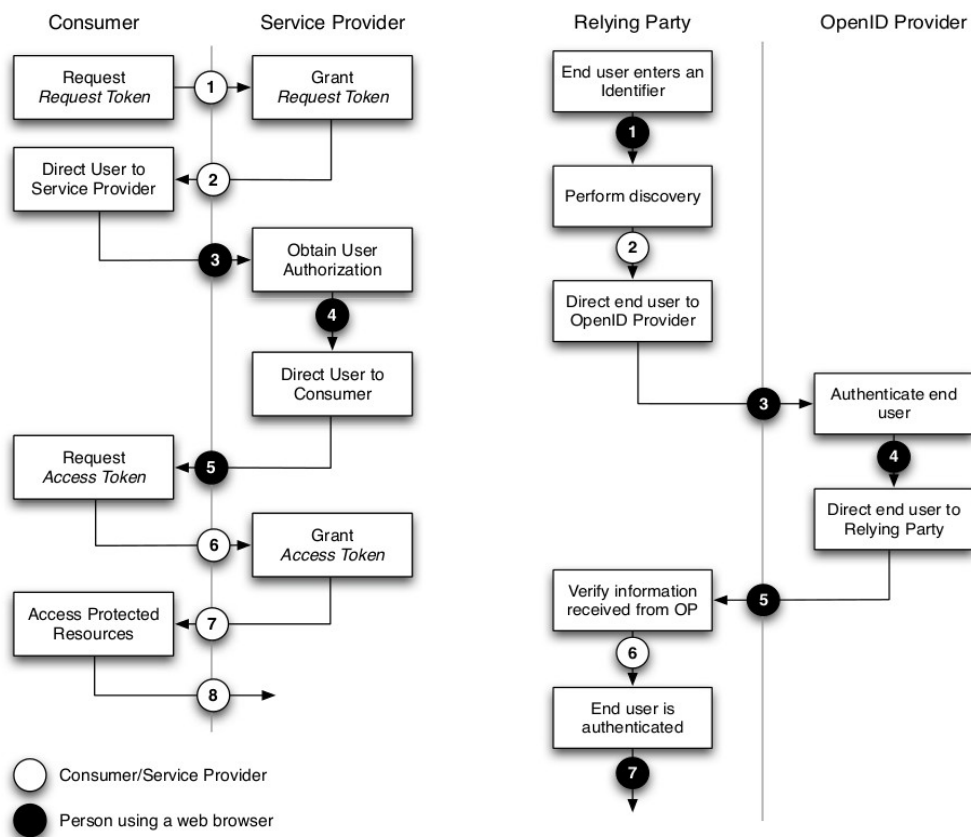 Consumer
Service Provider
Request
Request Token
1
Grant
Request Token
Direct User to
Service Provider
2
3
Obtain User
Authorization
4
Direct User to
Consumer
Request
Access Token
5
6
Grant
Access Token
Access Protected
Resources
7
8
Consumer/Service Provider
Person using a web browser
Relying Party
OpenID Provider
End user enters an
Identifier
1
Perform discovery
2
Direct end user to
OpenID Provider
3
Authenticate end
user
4
Direct end user to
Relying Party
Verify information
received from OP
5
6
End user is
authenticated
7